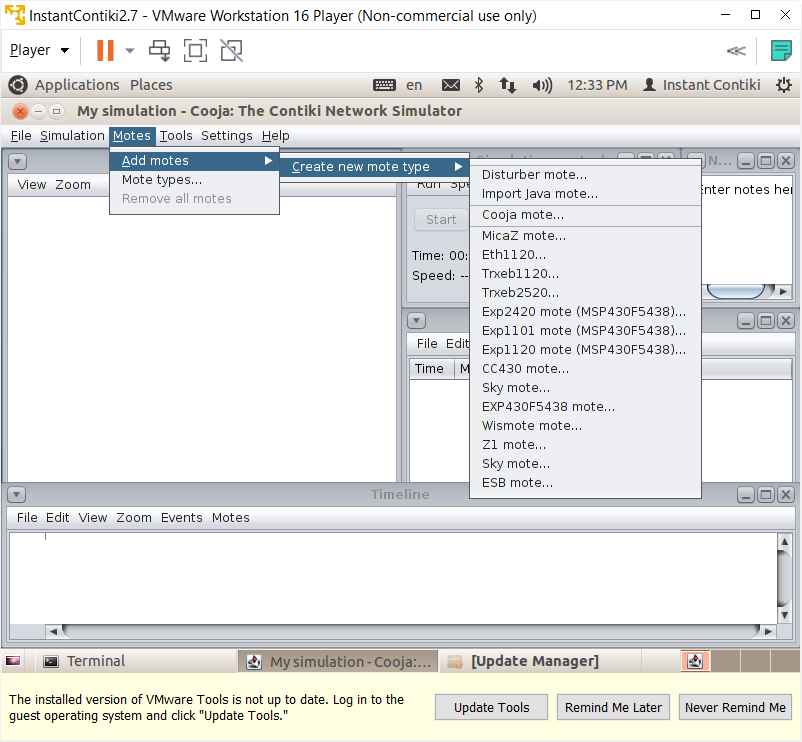 InstantContiki2.7 - VMware Workstation 16 Player (Non-commercial use only)
Player
Applications Places en 12:33 PM Instant Contiki
My simulation - Cooja: The Contiki Network Simulator
File Simulation Motes Tools Settings Help
Add motes
Mote types...
Remove all motes
Create new mote type
Disturber mote...
Import Java mote...
Cooja mote...
MicaZ mote...
Eth1120...
Trxeb1120...
Trxeb2520...
Exp2420 mote (MSP430F5438)...
Exp1101 mote (MSP430F5438)...
Exp1120 mote (MSP430F5438)...
CC430 mote...
Sky mote...
EXP430F5438 mote...
Wismote mote...
Z1 mote...
Sky mote...
ESB mote...
View Zoom
Run Spe
Start
Time: 00:
Speed: --
N...
Enter notes her
File Edit
Time M
Timeline
File Edit View Zoom Events Motes
Terminal
My simulation - Cooja:...
[Update Manager]
The installed version of VMware Tools is not up to date. Log in to the
guest operating system and click "Update Tools."
Update Tools Remind Me Later Never Remind Me